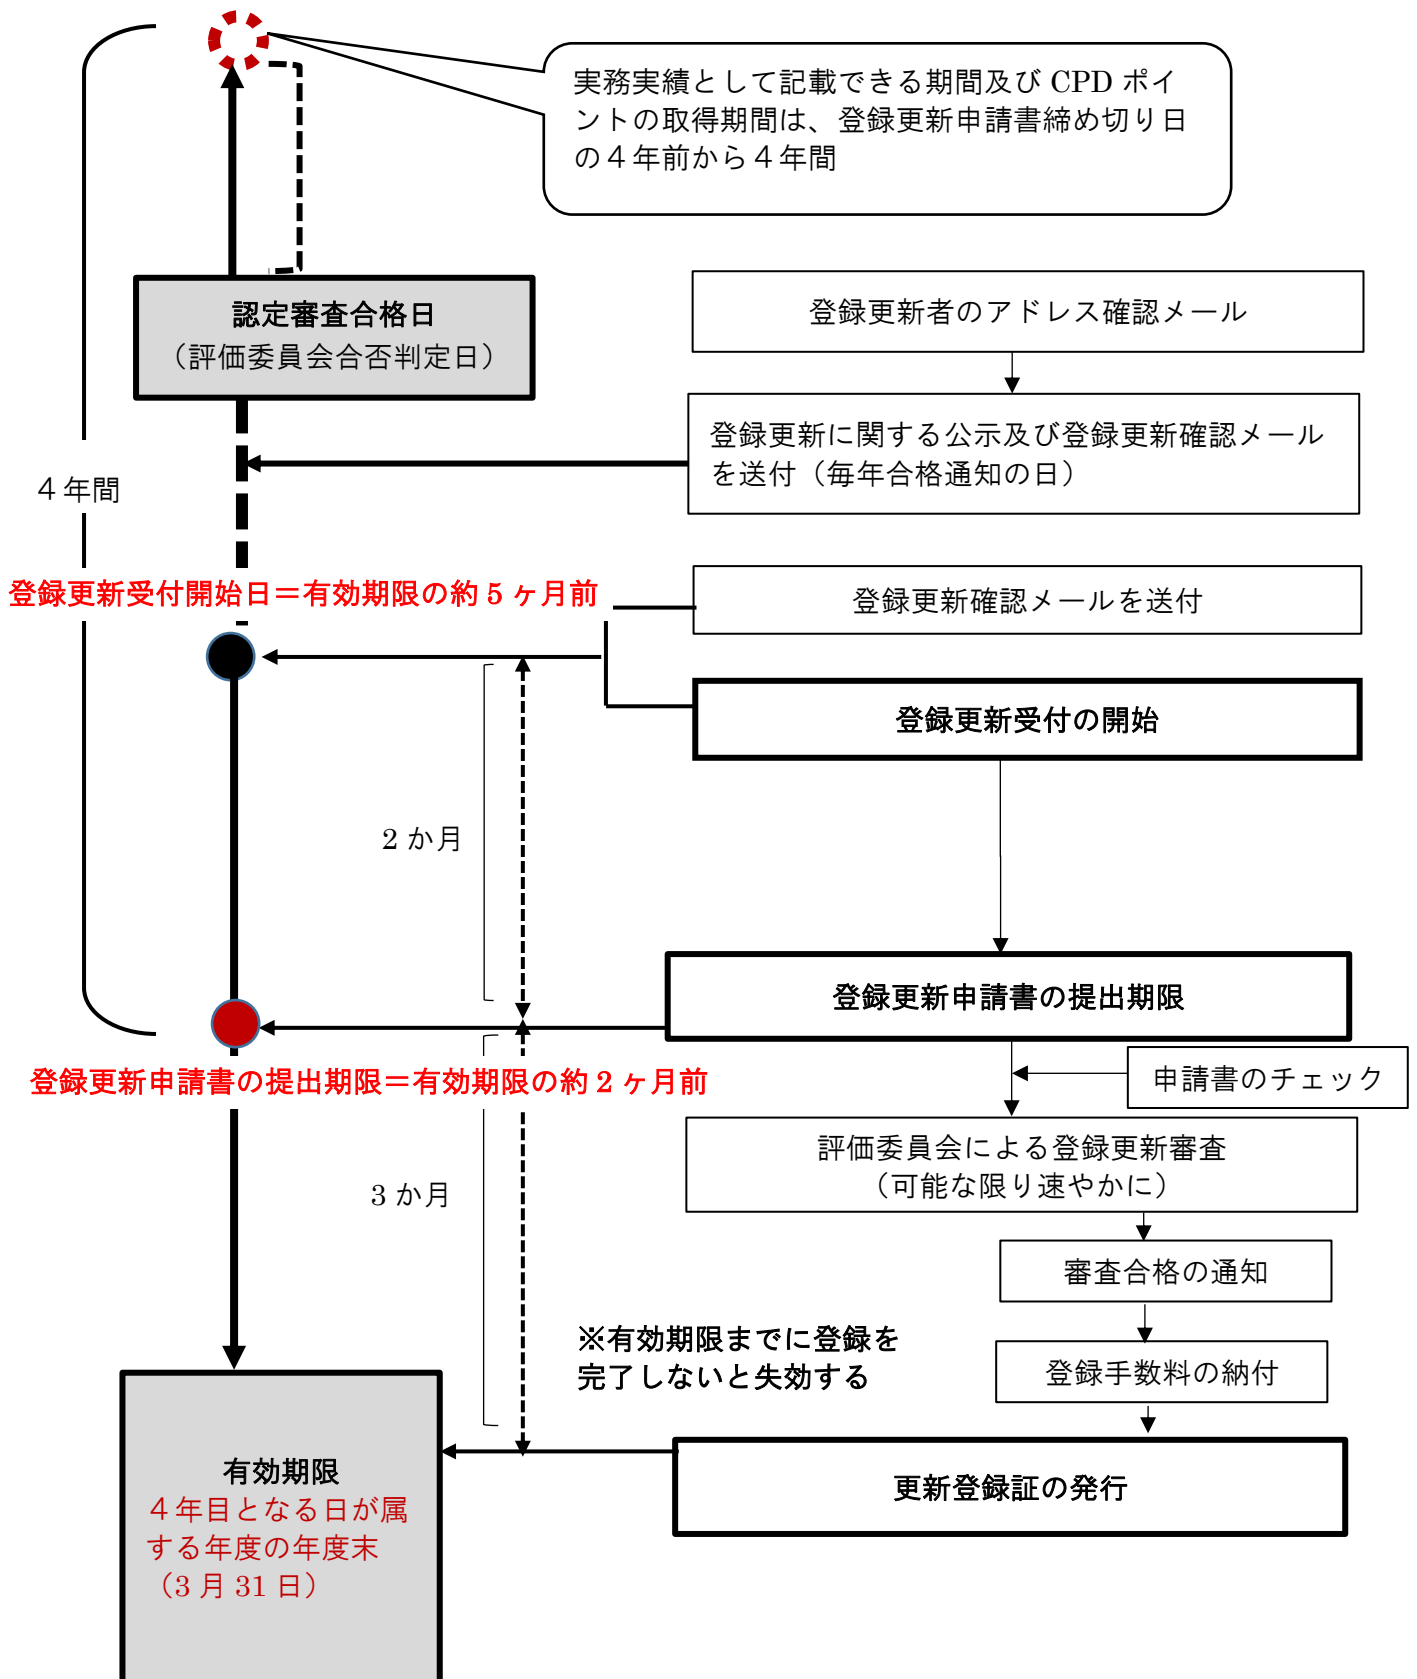 実務実績として記載できる期間及び CPD ポイ
ントの取得期間は、登録更新申請書締め切り日
の４年前から４年間
認定審査合格日
（評価委員会合否判定日）
登録更新者のアドレス確認メール
登録更新に関する公示及び登録更新確認メール
を送付（毎年合格通知の日）
４年間
登録更新受付開始日＝有効期限の約 5 ヶ月前
登録更新確認メールを送付
登録更新受付の開始
2 か月
登録更新申請書の提出期限
登録更新申請書の提出期限＝有効期限の約 2 ヶ月前
申請書のチェック
評価委員会による登録更新審査
（可能な限り速やかに）
3 か月
審査合格の通知
※有効期限までに登録を
完了しないと失効する
登録手数料の納付
有効期限
４年目となる日が属
する年度の年度末
（3 月 31 日）
更新登録証の発行